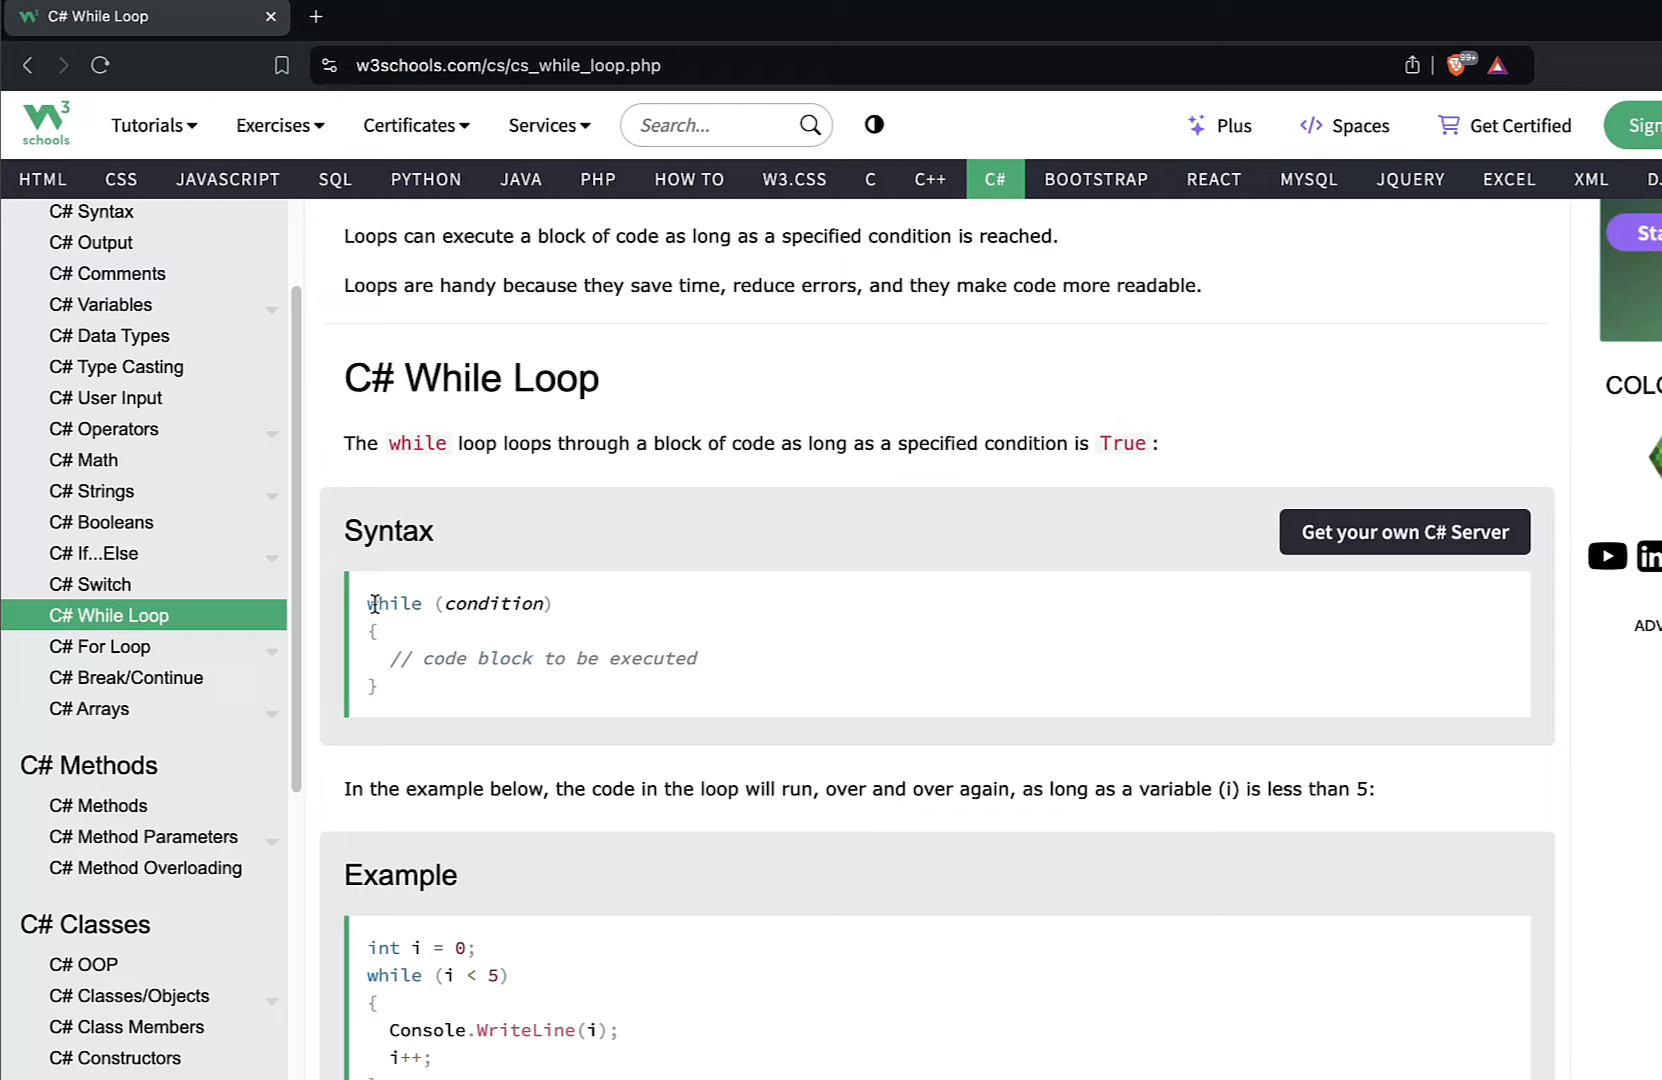 C# While Loop
w3schools.com/cs/cs_while_loop.php
99+
W3 schools
Tutorials
Exercises
Certificates
Services
Search...
Plus
</> Spaces
Get Certified
Sign
HTML
CSS
JAVASCRIPT
SQL
PYTHON
JAVA
PHP
HOW TO
W3.CSS
C
C++
C#
BOOTSTRAP
REACT
MYSQL
JQUERY
EXCEL
XML
C# Syntax
C# Output
C# Comments
C# Variables
C# Data Types
C# Type Casting
C# User Input
C# Operators
C# Math
C# Strings
C# Booleans
C# If...Else
C# Switch
C# While Loop
C# For Loop
C# Break/Continue
C# Arrays
C# Methods
C# Methods
C# Method Parameters
C# Method Overloading
C# Classes
C# OOP
C# Classes/Objects
C# Class Members
C# Constructors
Loops can execute a block of code as long as a specified condition is reached.
Loops are handy because they save time, reduce errors, and they make code more readable.
C# While Loop
The while loop loops through a block of code as long as a specified condition is True:
Syntax
Get your own C# Server
while (condition)
{
// code block to be executed
}
In the example below, the code in the loop will run, over and over again, as long as a variable (i) is less than 5:
Example
int i = 0;
while (i < 5)
{
Console.WriteLine(i);
i++;
Sta
COLO
in
ADV